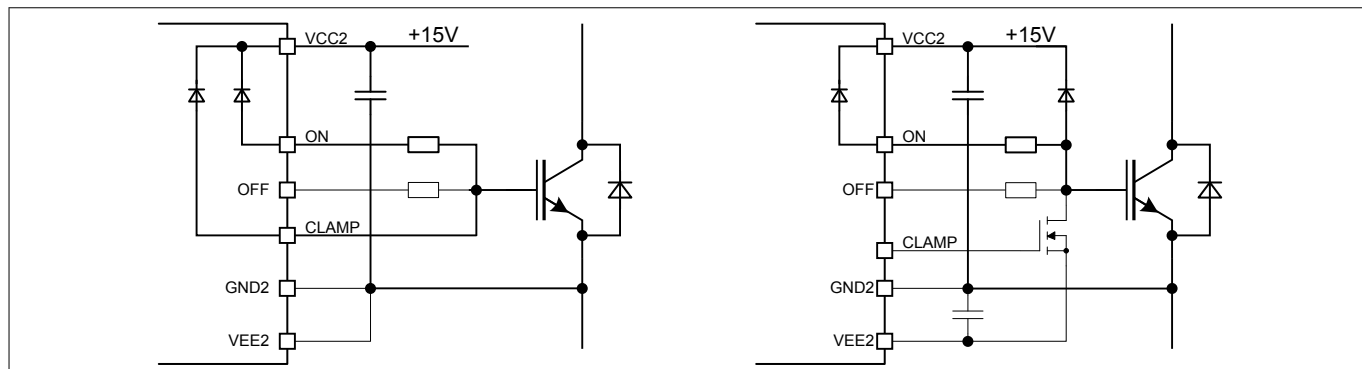 VCC2
+15V
ON
OFF
CLAMP
GND2
VEE2
VCC2
+15V
ON
OFF
CLAMP
GND2
VEE2